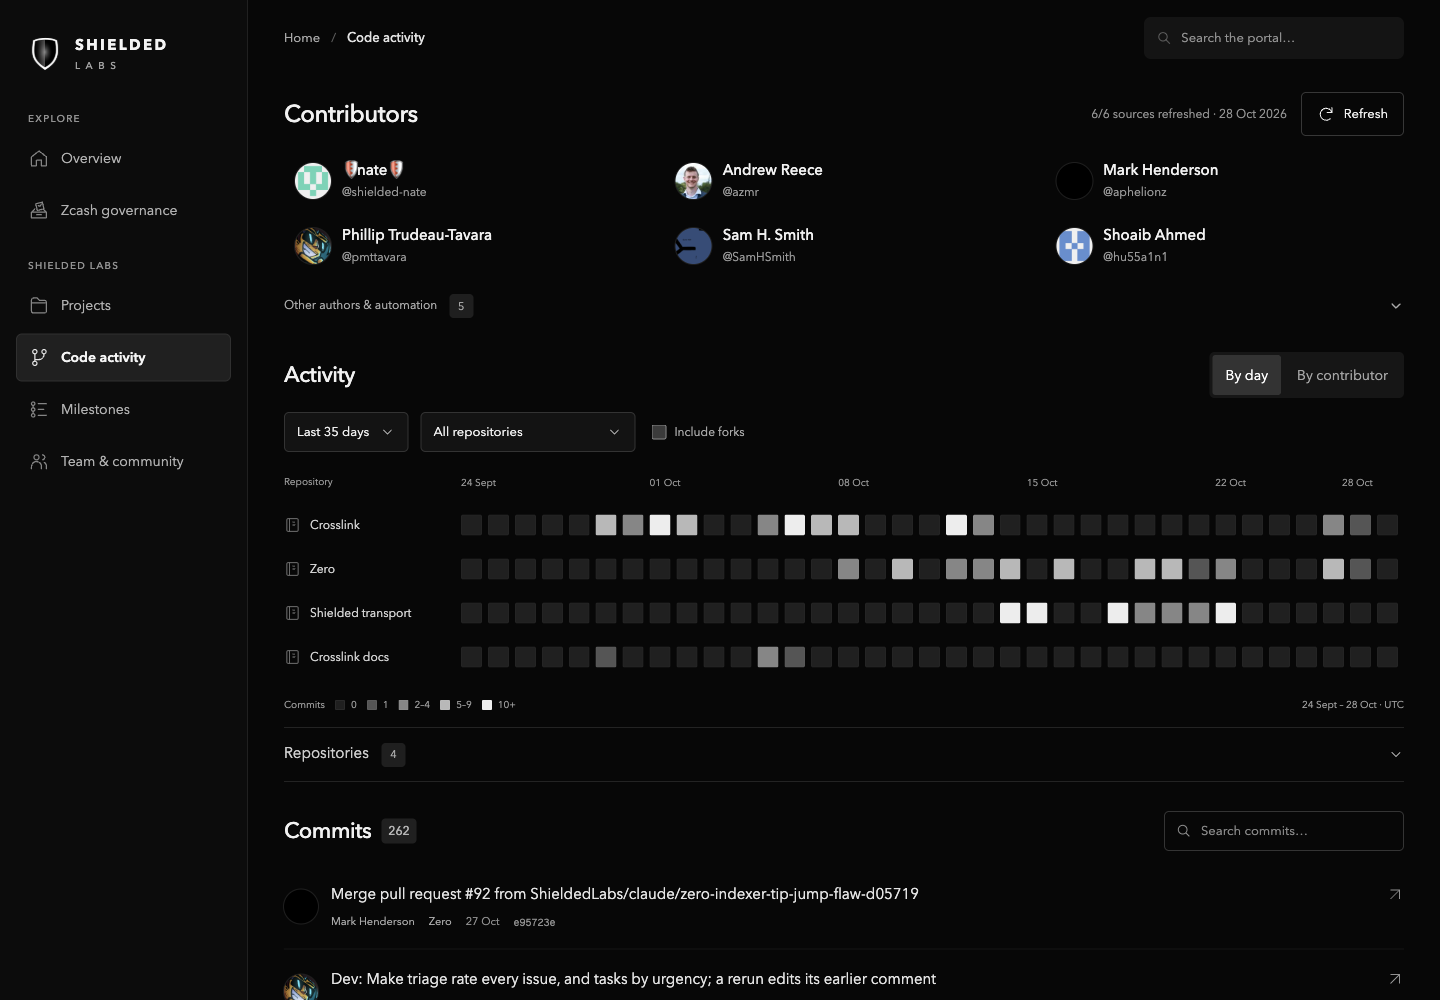 SHIELDED
LABS
Home / Code activity
Search the portal...
EXPLORE
Overview
Zcash governance
SHIELDED LABS
Projects
Code activity
Milestones
Team & community
Contributors
6/6 sources refreshed · 28 Oct 2026
Refresh
nate
@shielded-nate
Andrew Reece
@azmr
Mark Henderson
@aphelionz
Phillip Trudeau-Tavara
@pmttavara
Sam H. Smith
@SamHSmith
Shoaib Ahmed
@hu55a1n1
Other authors & automation 5
Activity
By day By contributor
Last 35 days All repositories Include forks
Repository 24 Sept 01 Oct 08 Oct 15 Oct 22 Oct 28 Oct
Crosslink
Zero
Shielded transport
Crosslink docs
Commits 0 1 2–4 5–9 10+
24 Sept – 28 Oct · UTC
Repositories 4
Commits 262
Search commits...
Merge pull request #92 from ShieldedLabs/claude/zero-indexer-tip-jump-flaw-d05719
Mark Henderson Zero 27 Oct e95723e
Dev: Make triage rate every issue, and tasks by urgency; a rerun edits its earlier comment